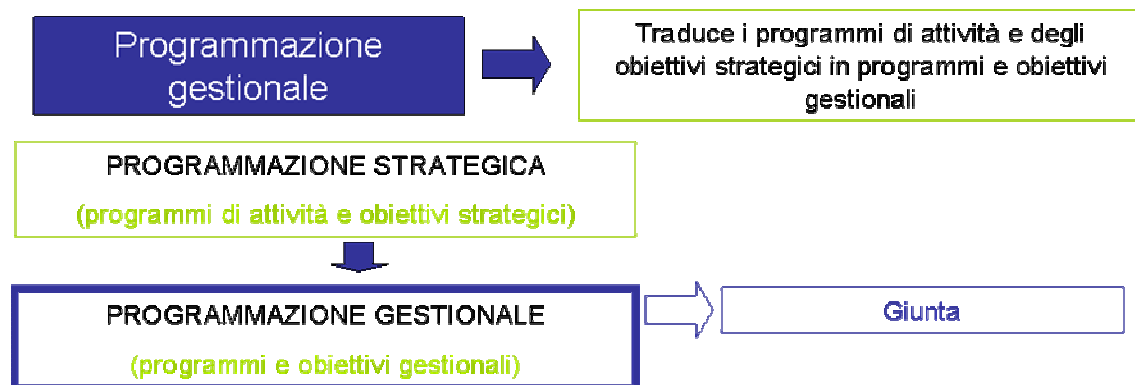 Programmazione
gestionale
Traduce i programmi di attività e degli
obiettivi strategici in programmi e obiettivi
gestionali
PROGRAMMAZIONE STRATEGICA
(programmi di attività e obiettivi strategici)
PROGRAMMAZIONE GESTIONALE
(programmi e obiettivi gestionali)
Giunta